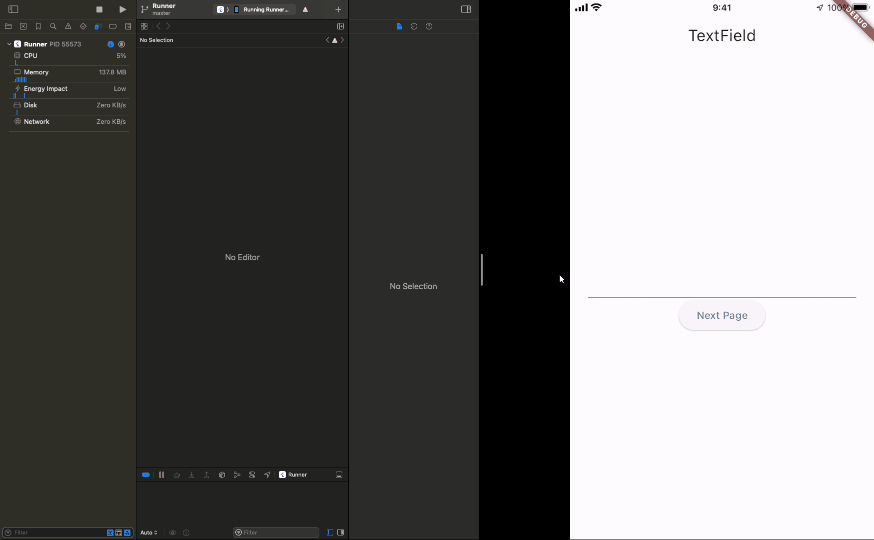 Runner
master
Running Runner...
Runner PID 55573
CPU 5%
Memory 137.8 MB
Energy Impact Low
Disk Zero KB/s
Network Zero KB/s
Filter
No Selection
No Editor
Runner
Auto
Filter
No Selection
9:41
100%
DEBUG
TextField
Next Page